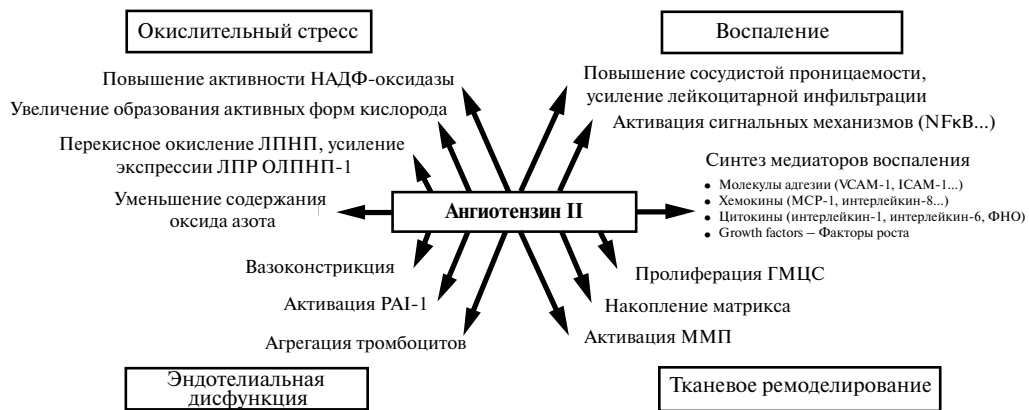 Окислительный стресс
Воспаление
Повышение активности НАДФ-оксидазы
Увеличение образования активных форм кислорода
Перекисное окисление ЛПНП, усиление
экспрессии ЛПР ОЛПНП-1
Уменьшение содержания
оксида азота
Повышение сосудистой проницаемости,
усиление лейкоцитарной инфильтрации
Активация сигнальных механизмов (NFκB...)
Синтез медиаторов воспаления
• Молекулы адгезии (VCAM-1, ICAM-1...)
• Хемокины (MCP-1, интерлейкин-8...)
• Цитокины (интерлейкин-1, интерлейкин-6, ФНО)
• Growth factors – Факторы роста
Ангиотензин II
Вазоконстрикция
Активация PAI-1
Агрегация тромбоцитов
Пролиферация ГМЦС
Накопление матрикса
Активация ММП
Эндотелиальная
дисфункция
Тканевое ремоделирование